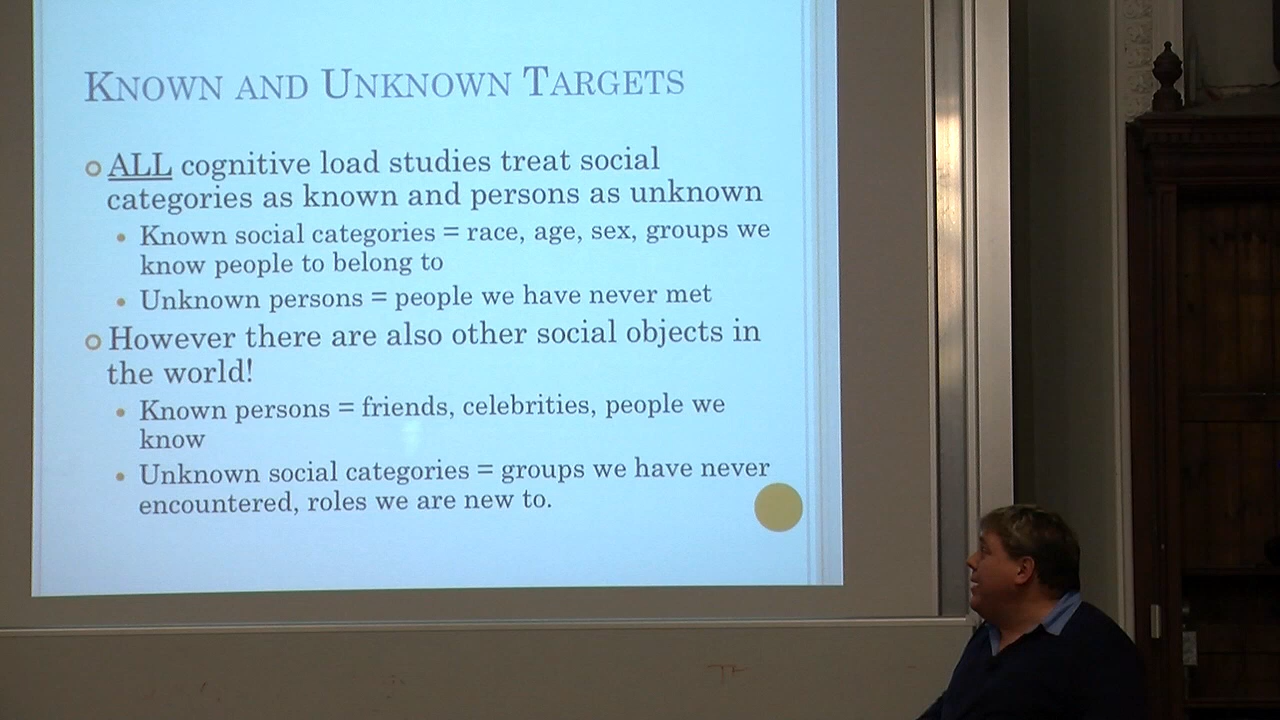 KNOWN AND UNKNOWN TARGETS
ALL cognitive load studies treat social
categories as known and persons as unknown
Known social categories = race, age, sex, groups we
know people to belong to
Unknown persons = people we have never met
However there are also other social objects in
the world!
Known persons = friends, celebrities, people we
know
Unknown social categories = groups we have never
encountered, roles we are new to.